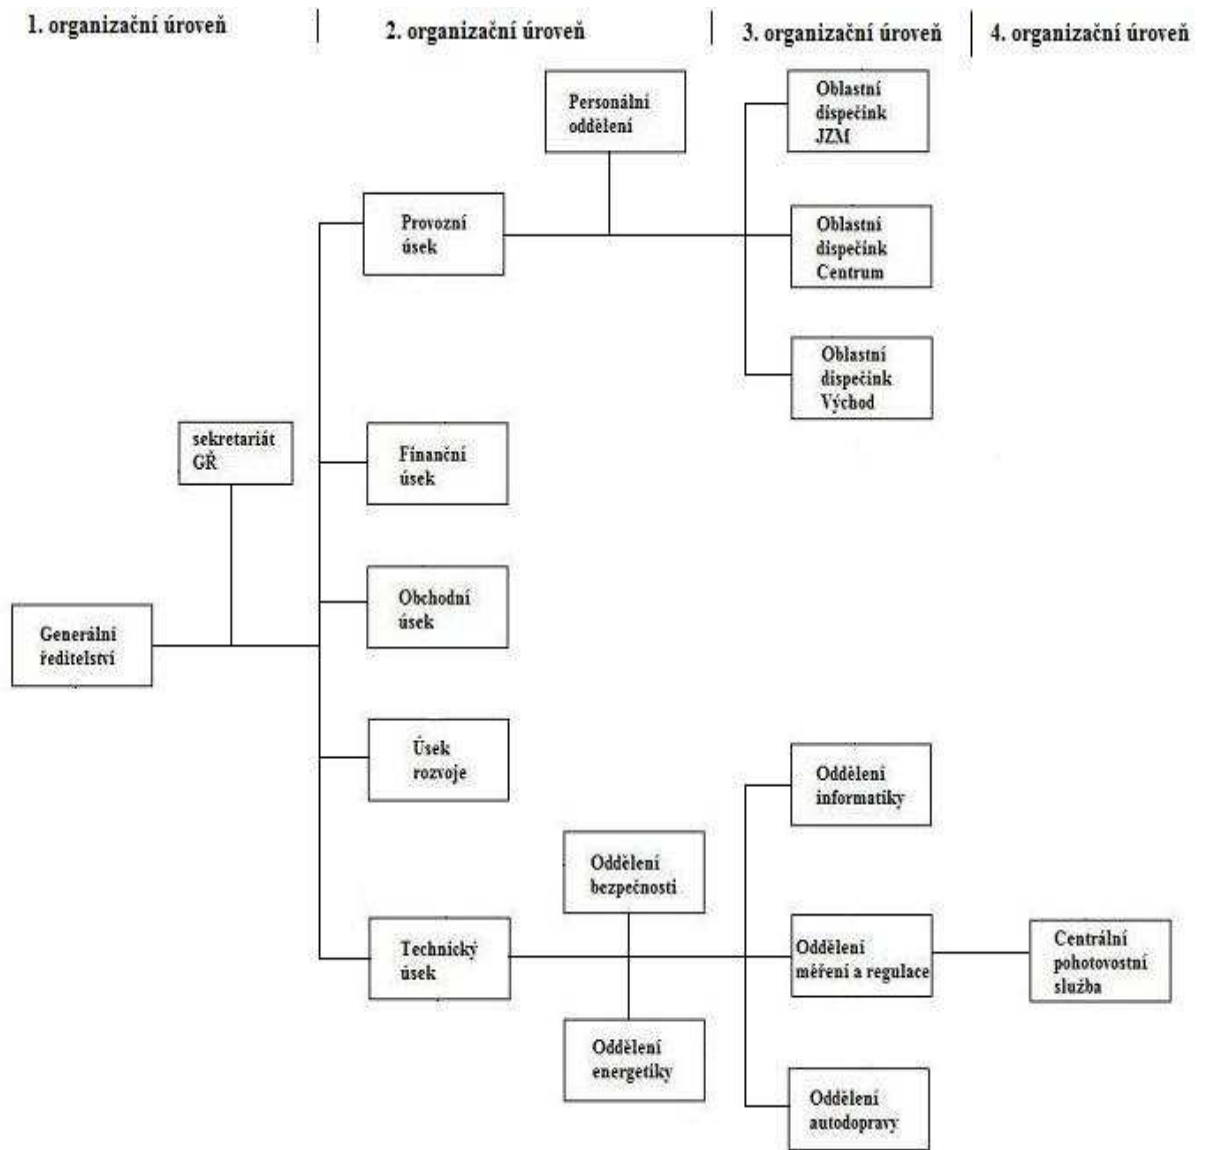 1. organizační úroveň
2. organizační úroveň
3. organizační úroveň
4. organizační úroveň
Personální
oddělení
Oblastní
dispečink
JZM
Provozní
úsek
Oblastní
dispečink
Centrum
Oblastní
dispečink
Východ
sekretariát
GŘ
Finanční
úsek
Obchodní
úsek
Generální
ředitelství
Úsek
rozvoje
Oddělení
informatiky
Oddělení
bezpečnosti
Technický
úsek
Oddělení
měření a regulace
Centrální
pohotovostní
služba
Oddělení
energetiky
Oddělení
autodopravy